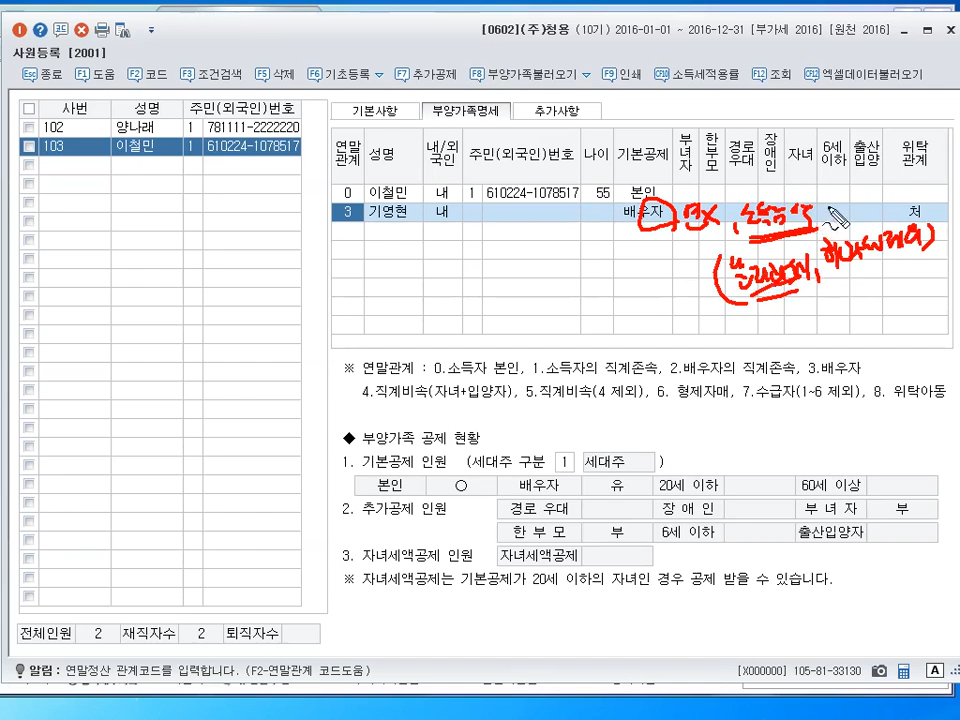 [0602](주)청용 (10기) 2016-01-01 ~ 2016-12-31 [부가세 2016] [원천 2016]
사원등록 [2001]
Esc 종료 F1 도움 F2 코드 F3 조건검색 F5 삭제 F6 기초등록 F7 추가공제 F8 부양가족불러오기 F9 인쇄 CF10 소득세적용률 F12 조회 CF12 엑셀데이터불러오기
사번 성명 주민(외국인)번호
102 양나래 1 781111-2222220
103 이철민 1 610224-1078517
기본사항 부양가족명세 추가사항
연말관계 성명 내/외국인 주민(외국인)번호 나이 기본공제 부녀자 한부모 경로우대 장애인 자녀 6세이하 출산입양 위탁관계
0 이철민 내 1 610224-1078517 55 본인
3 기영현 내 배우자 처
※ 연말관계 : 0.소득자 본인, 1.소득자의 직계존속, 2.배우자의 직계존속, 3.배우자
4.직계비속(자녀+입양자), 5.직계비속(4 제외), 6. 형제자매, 7.수급자(1~6 제외), 8. 위탁아동
◆ 부양가족 공제 현황
1. 기본공제 인원 (세대주 구분 1 세대주 )
본인 ○ 배우자 유 20세 이하 60세 이상
2. 추가공제 인원 경로 우대 장 애 인 부 녀 자 부
한 부 모 부 6세 이하 출산입양자
3. 자녀세액공제 인원 자녀세액공제
※ 자녀세액공제는 기본공제가 20세 이하의 자녀인 경우 공제 받을 수 있습니다.
전체인원 2 재직자수 2 퇴직자수
알림: 연말정산 관계코드를 입력합니다. (F2-연말관계 코드도움)
[X000000] 105-81-33130 A